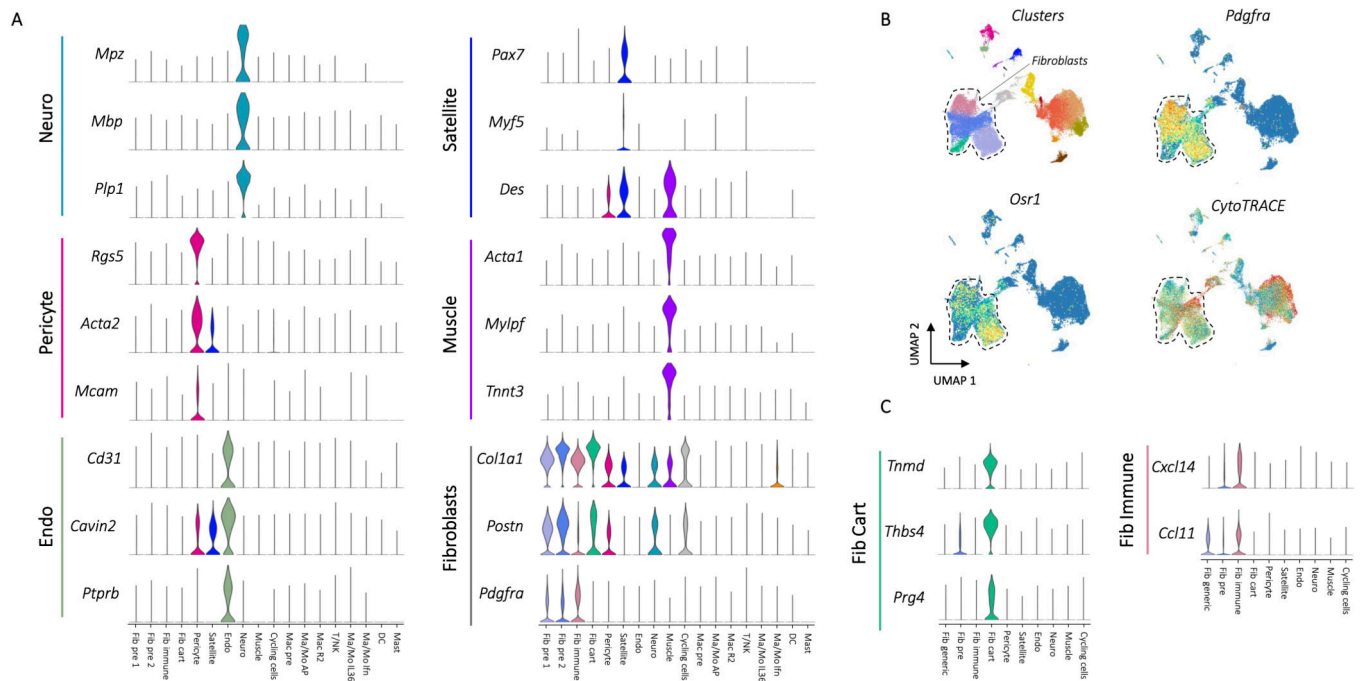 A
Neuro
Mpz
Mbp
Plp1
Pericyte
Rgs5
Acta2
Mcam
Endo
Cd31
Cavin2
Ptprb
Fib pre 1
Fib pre 2
Fib immune
Fib cart
Pericyte
Satellite
Endo
Neuro
Muscle
Cycling cells
Mac pre
Ma/Mo AP
Mac R2
T/NK
Ma/Mo IL36
Ma/Mo Ifn
DC
Mast
Satellite
Pax7
Myf5
Des
Muscle
Acta1
Mylpf
Tnnt3
Fibroblasts
Col1a1
Postn
Pdgfra
Fib pre 1
Fib pre 2
Fib immune
Fib cart
Pericyte
Satellite
Endo
Neuro
Muscle
Cycling cells
Mac pre
Ma/Mo AP
Mac R2
T/NK
Ma/Mo IL36
Ma/Mo Ifn
DC
Mast
B
Clusters
Fibroblasts
Pdgfra
Osr1
CytoTRACE
UMAP 2
UMAP 1
C
Fib Cart
Tnmd
Thbs4
Prg4
Fib generic
Fib pre
Fib immune
Fib cart
Pericyte
Satellite
Endo
Neuro
Muscle
Cycling cells
Fib Immune
Cxcl14
Ccl11
Fib generic
Fib pre
Fib immune
Fib cart
Pericyte
Satellite
Endo
Neuro
Muscle
Cycling cells